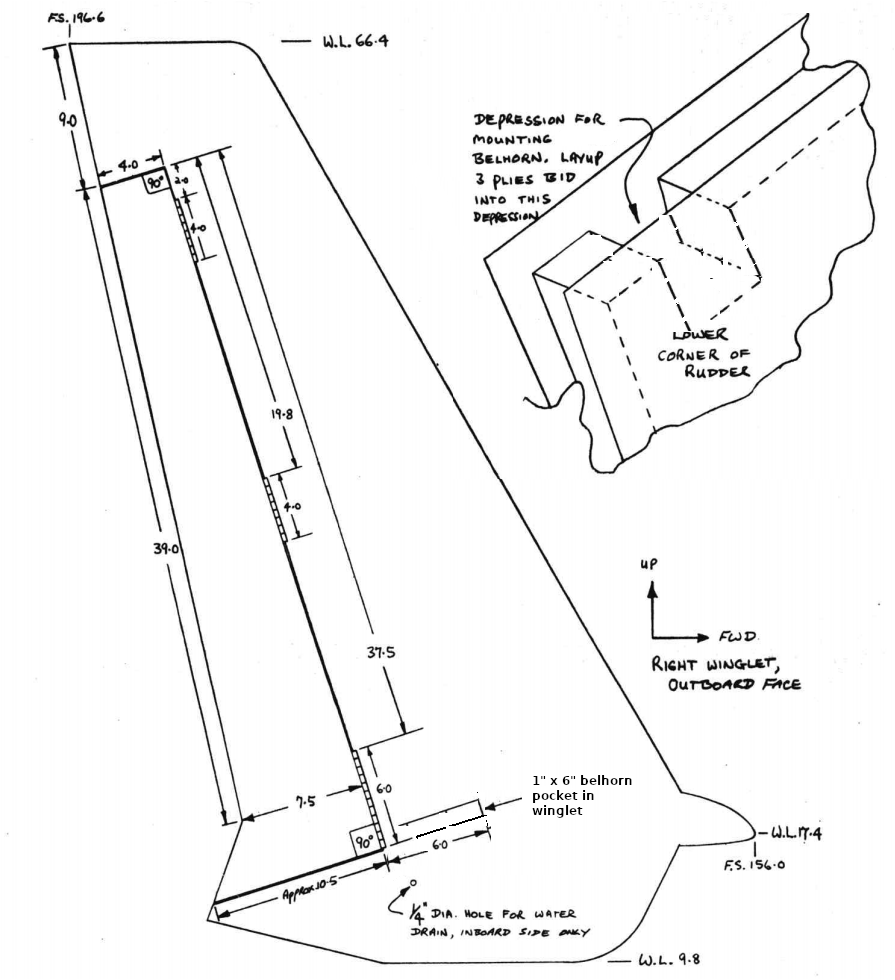 F.S. 196.6
W.L. 66.4
9.0
4.0
90°
2.0
4.0
DEPRESSION FOR
MOUNTING
BELHORN. LAYUP
3 PLIES BID
INTO THIS
DEPRESSION
LOWER
CORNER OF
RUDDER
19.8
4.0
39.0
37.5
UP
FWD.
RIGHT WINGLET,
OUTBOARD FACE
7.5
6.0
90°
1" x 6" belhorn
pocket in
winglet
6.0
APPROX 10.5
W.L. 17.4
F.S. 156.0
1/4" DIA. HOLE FOR WATER
DRAIN, INBOARD SIDE ONLY
W.L. 9.8